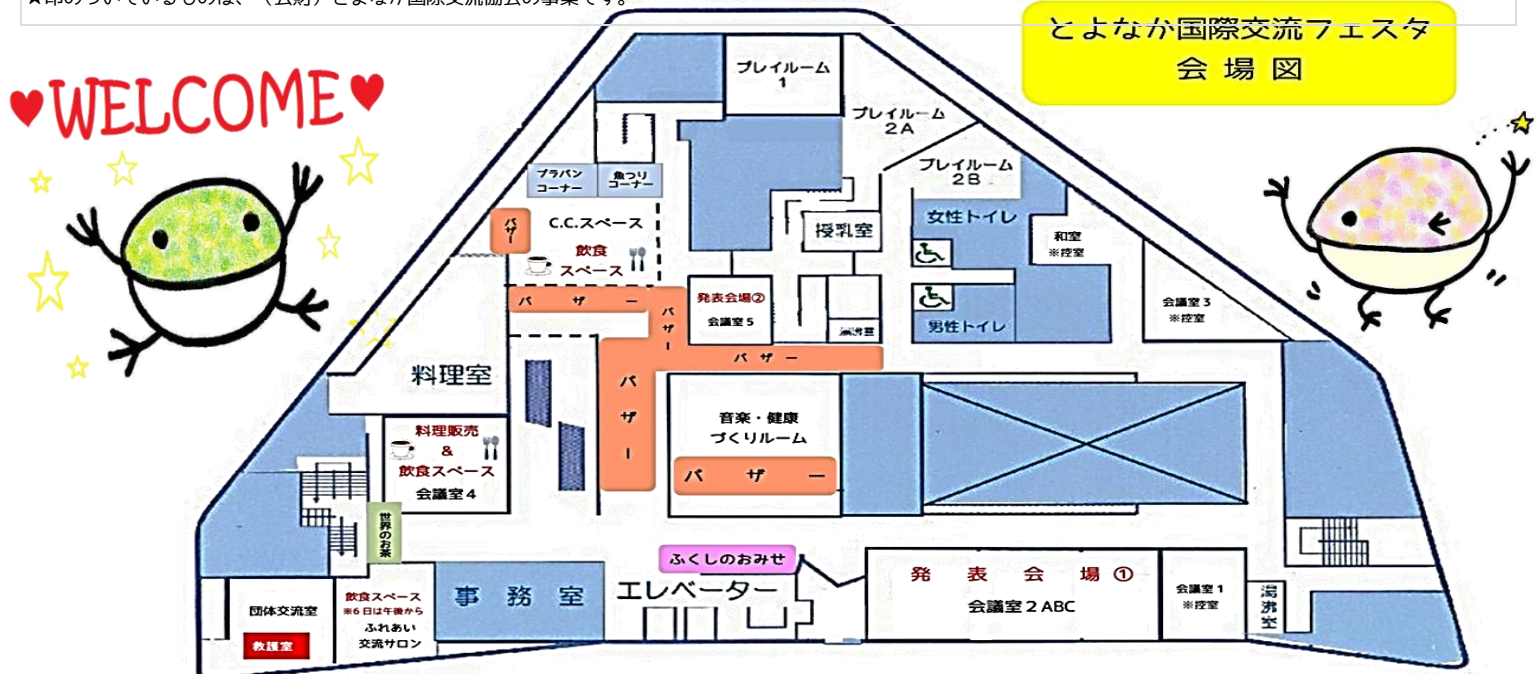 ★印のついているものは、（公財）とよなか国際交流協会の事業です。
とよなか国際交流フェスタ
会場図
♥WELCOME♥
プレイルーム
1
プレイルーム
2A
プレイルーム
2B
プラバン
コーナー
魚つり
コーナー
バザー
C.C.スペース
飲食
スペース
授乳室
女性トイレ
男性トイレ
和室
※控室
会議室３
※控室
バザー
バザー
発表会場②
会議室５
湯沸室
バザー
バザー
料理室
音楽・健康
づくりルーム
バザー
料理販売
&
飲食スペース
会議室４
世界のお茶
ふくしのおみせ
エレベーター
事務室
発表会場①
会議室２ABC
会議室１
※控室
湯沸室
団体交流室
救護室
飲食スペース
※６日は午後から
ふれあい
交流サロン